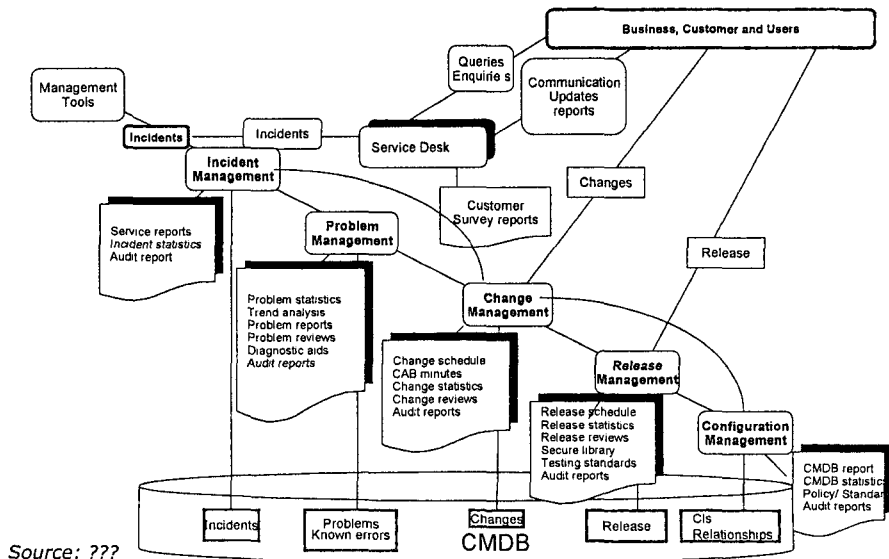 Business, Customer and Users
Queries
Enquirie s
Communication
Updates
reports
Management
Tools
Incidents
Incidents
Service Desk
Incident
Management
Changes
Customer
Survey reports
Service reports
Incident statistics
Audit report
Problem
Management
Release
Problem statistics
Trend analysis
Problem reports
Problem reviews
Diagnostic aids
Audit reports
Change
Management
Change schedule
CAB minutes
Change statistics
Change reviews
Audit reports
Release
Management
Release schedule
Release statistics
Release reviews
Secure library
Testing standards
Audit reports
Configuration
Management
CMDB report
CMDB statistics
Policy/ Standar
Audit reports
Incidents
Problems
Known errors
Changes
Release
CIs
Relationships
CMDB
Source: ???